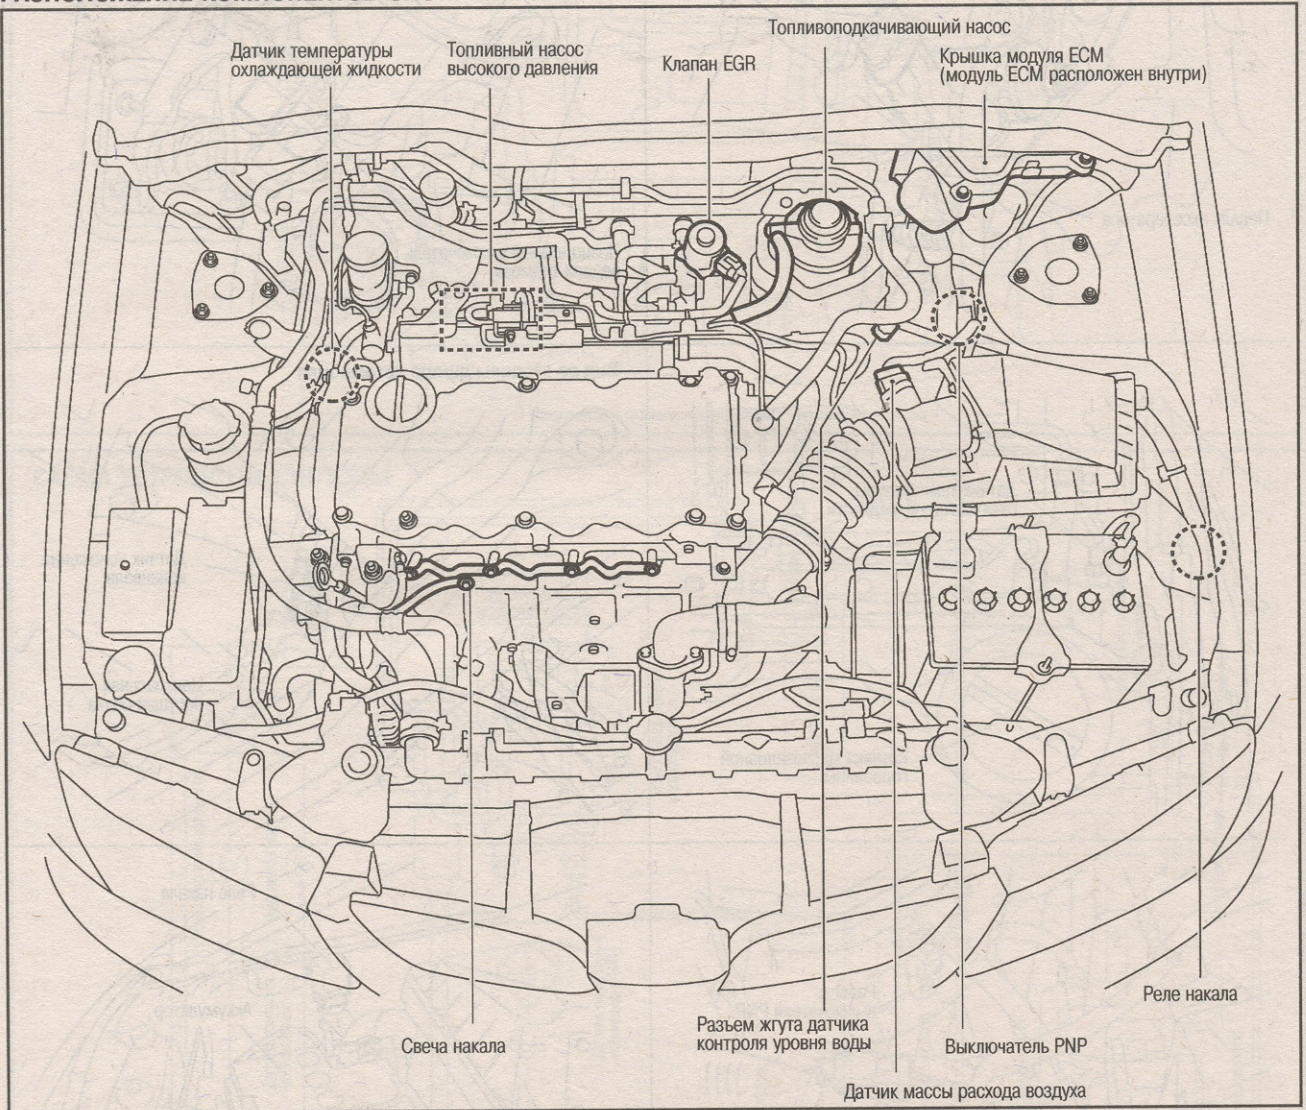 Топливоподкачивающий насос
Датчик температуры
охлаждающей жидкости
Топливный насос
высокого давления
Клапан EGR
Крышка модуля ECM
(модуль ECM расположен внутри)
Реле накала
Свеча накала
Разъем жгута датчика
контроля уровня воды
Выключатель PNP
Датчик массы расхода воздуха